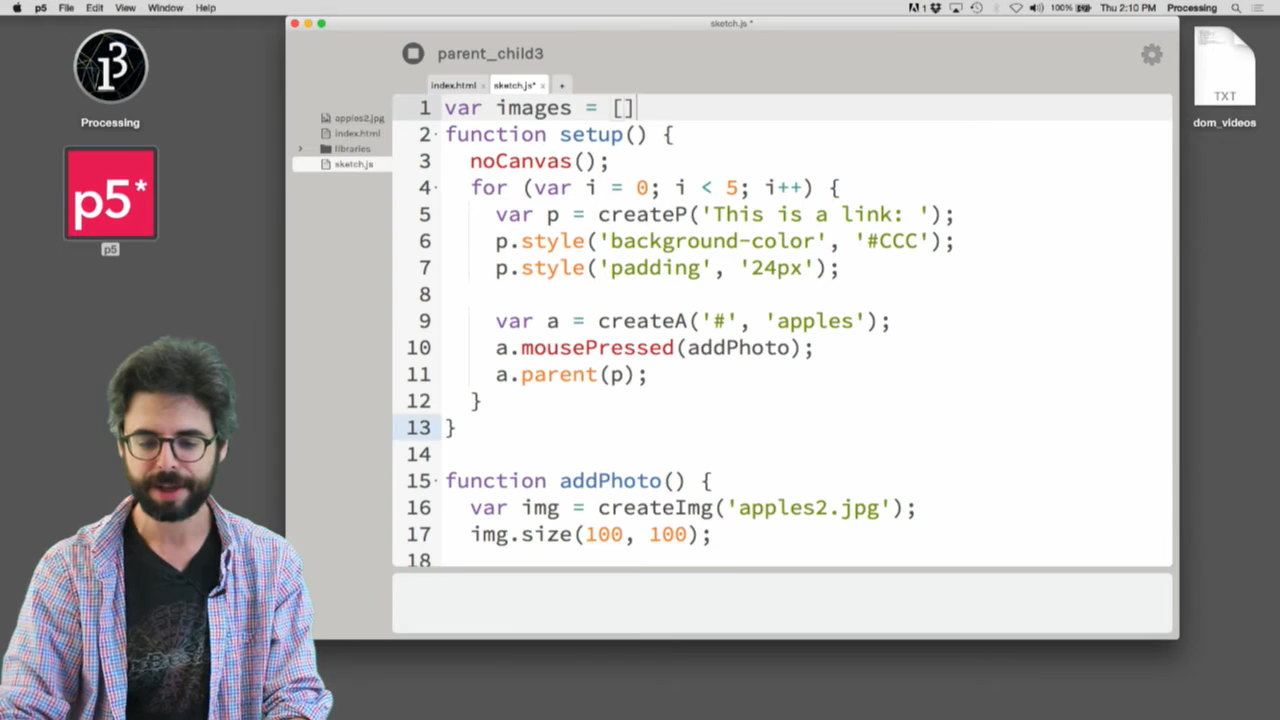 p5 File Edit View Window Help
1 100% Thu 2:10 PM Processing
sketch.js *
parent_child3
index.html × sketch.js* × +
apples2.jpg
index.html
libraries
sketch.js
1 var images = []
2 function setup() {
3 noCanvas();
4 for (var i = 0; i < 5; i++) {
5 var p = createP('This is a link: ');
6 p.style('background-color', '#CCC');
7 p.style('padding', '24px');
8
9 var a = createA('#', 'apples');
10 a.mousePressed(addPhoto);
11 a.parent(p);
12 }
13 }
14
15 function addPhoto() {
16 var img = createImg('apples2.jpg');
17 img.size(100, 100);
18
Processing
p5*
p5
TXT
dom_videos